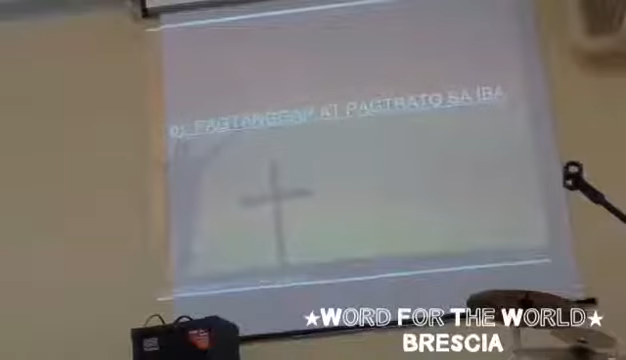 e). PAGTANGGAP AT PAGTRATO SA IBA
★WORD FOR THE WORLD★
BRESCIA